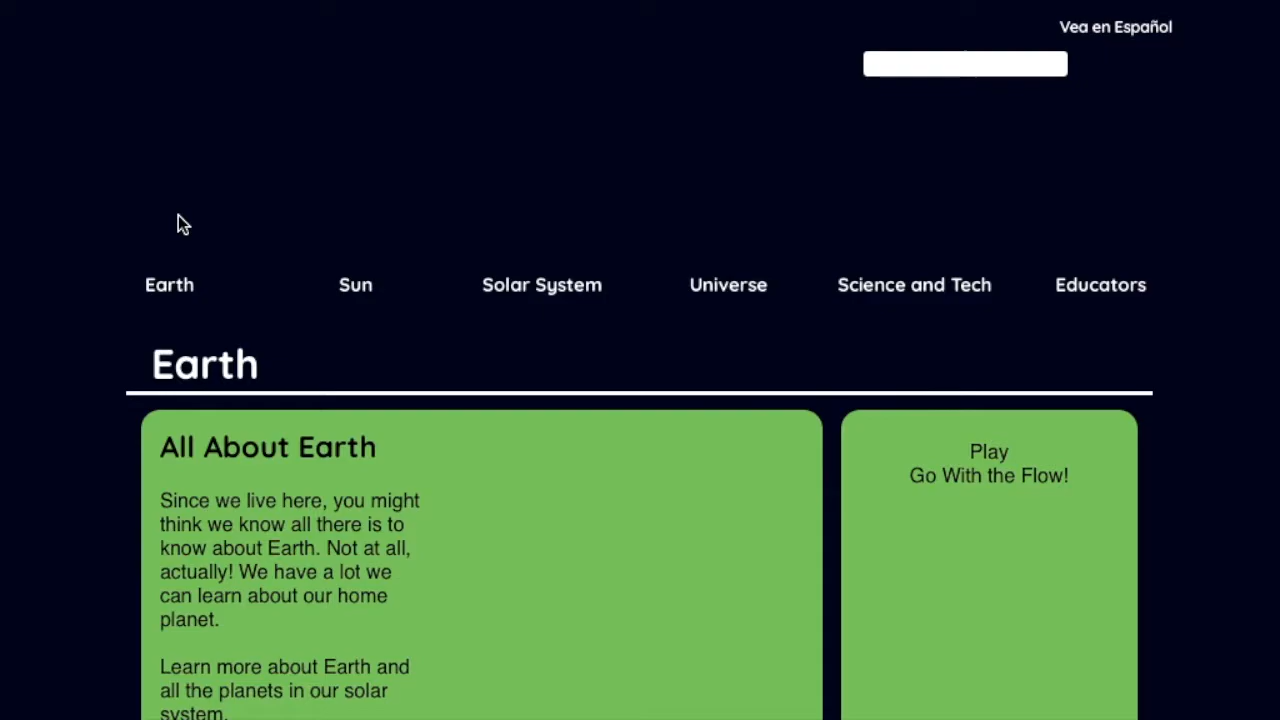 Vea en Español
Earth Sun Solar System Universe Science and Tech Educators
Earth
All About Earth
Since we live here, you might
think we know all there is to
know about Earth. Not at all,
actually! We have a lot we
can learn about our home
planet.
Learn more about Earth and
all the planets in our solar
system.
Play
Go With the Flow!